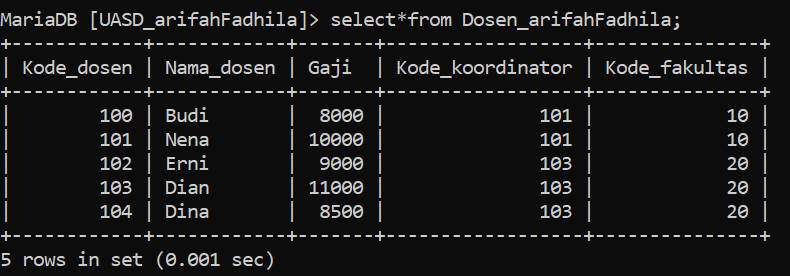 MariaDB [UASD_arifahFadhila]> select*from Dosen_arifahFadhila;
+------------+------------+-------+------------------+---------------+
| Kode_dosen | Nama_dosen | Gaji  | Kode_koordinator | Kode_fakultas |
+------------+------------+-------+------------------+---------------+
|        100 | Budi       |  8000 |              101 |            10 |
|        101 | Nena       | 10000 |              101 |            10 |
|        102 | Erni       |  9000 |              103 |            20 |
|        103 | Dian       | 11000 |              103 |            20 |
|        104 | Dina       |  8500 |              103 |            20 |
+------------+------------+-------+------------------+---------------+
5 rows in set (0.001 sec)